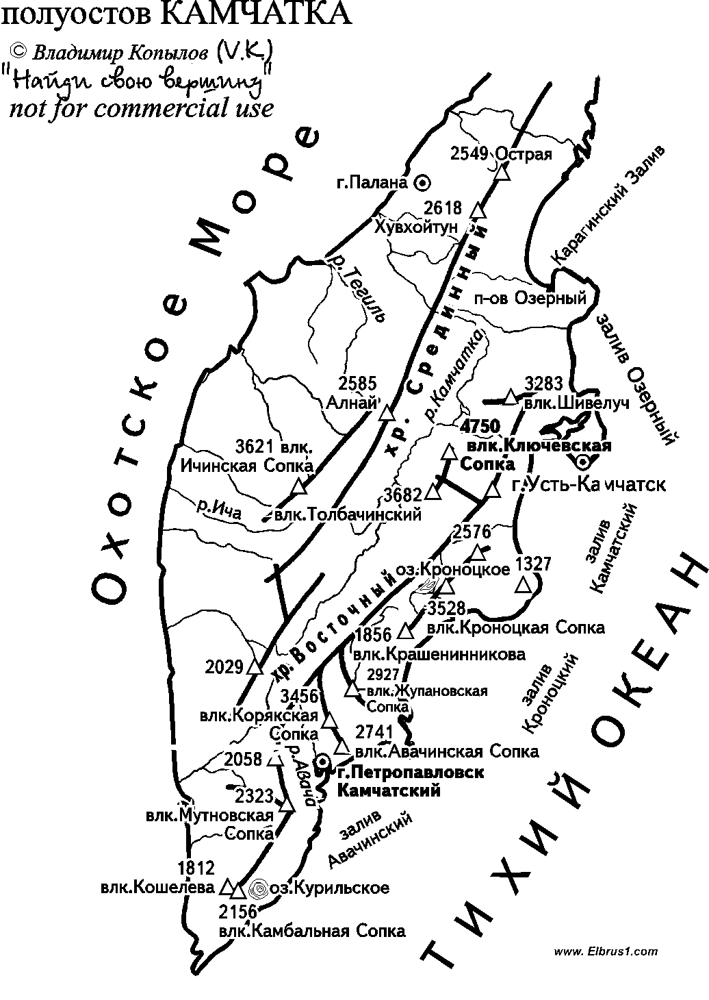 полуостов КАМЧАТКА
© Владимир Копылов (V.K.)
"Найди свою вершину"
not for commercial use
Охотское Море
2549 Острая
г.Палана
2618
Хувхойтун
Карагинский Залив
р.Тегиль
хр. Срединный
п-ов Озерный
залив Озерный
р.Камчатка
2585
Алнай
3283
влк.Шивелуч
4750
влк.Ключевская
Сопка
3621 влк.
Ичинская Сопка
г.Усть-Камчатск
3682
влк.Толбачинский
р.Ича
залив
Камчатский
2576
оз.Кроноцкое
1327
3528
влк.Кроноцкая Сопка
хр.Восточный
1856
влк.Крашенинникова
2029
2927
влк.Жупановская
Сопка
залив
Кроноцкий
3456
влк.Корякская
Сопка
2741
влк.Авачинская Сопка
р.Авача
2058
г.Петропавловск
Камчатский
2323
влк.Мутновская
Сопка
залив
Авачинский
1812
влк.Кошелева
оз.Курильское
2156
влк.Камбальная Сопка
ТИХИЙ ОКЕАН
www. Elbrus1.com